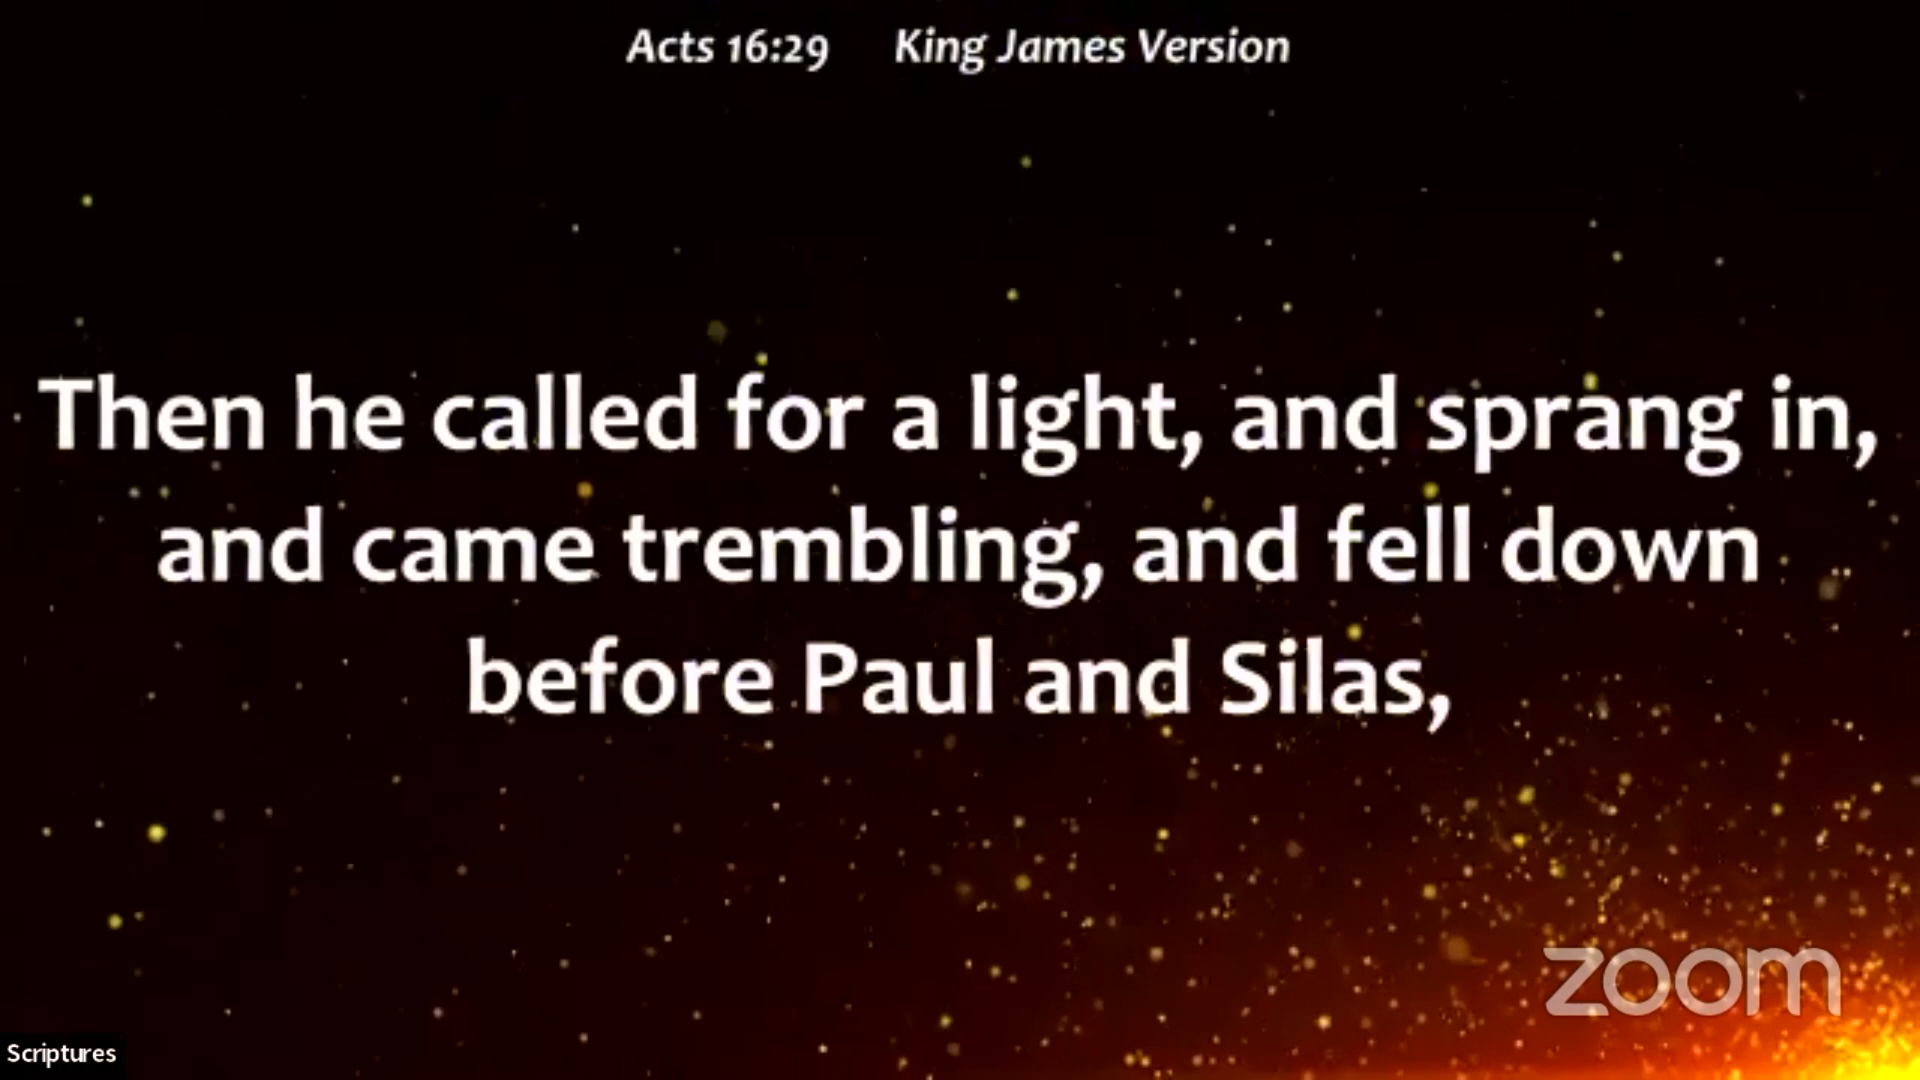 Acts 16:29 King James Version
Then he called for a light, and sprang in,
and came trembling, and fell down
before Paul and Silas,
zoom
Scriptures